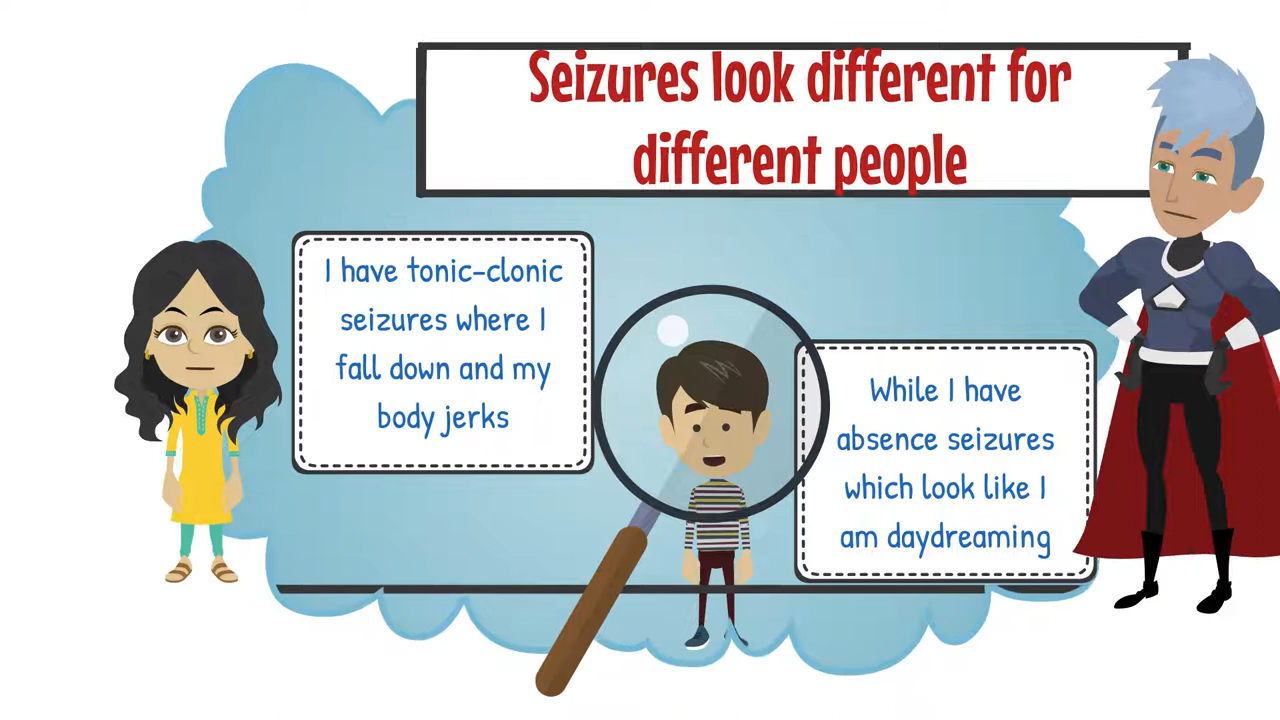 Seizures look different for
different people
I have tonic-clonic
seizures where I
fall down and my
body jerks
While I have
absence seizures
which look like I
am daydreaming